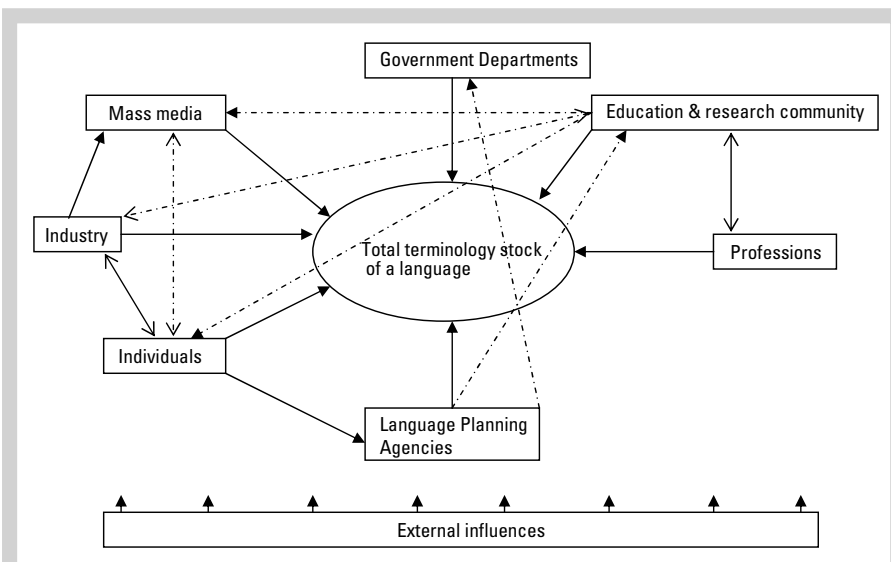 Government Departments
Mass media
Education & research community
Industry
Total terminology stock
of a language
Professions
Individuals
Language Planning
Agencies
External influences